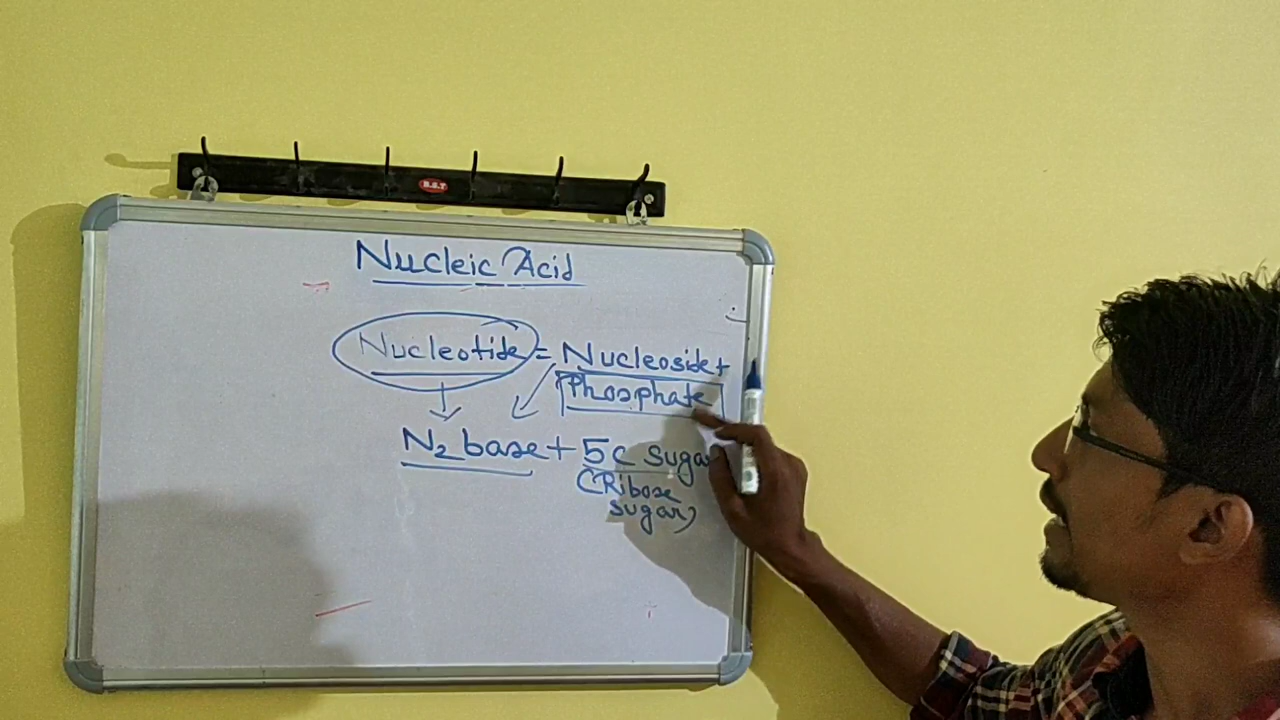 B.S.T
Nucleic Acid
Nucleotide = Nucleoside +
Phosphate
N₂ base + 5C sugar
(Ribose
sugar)